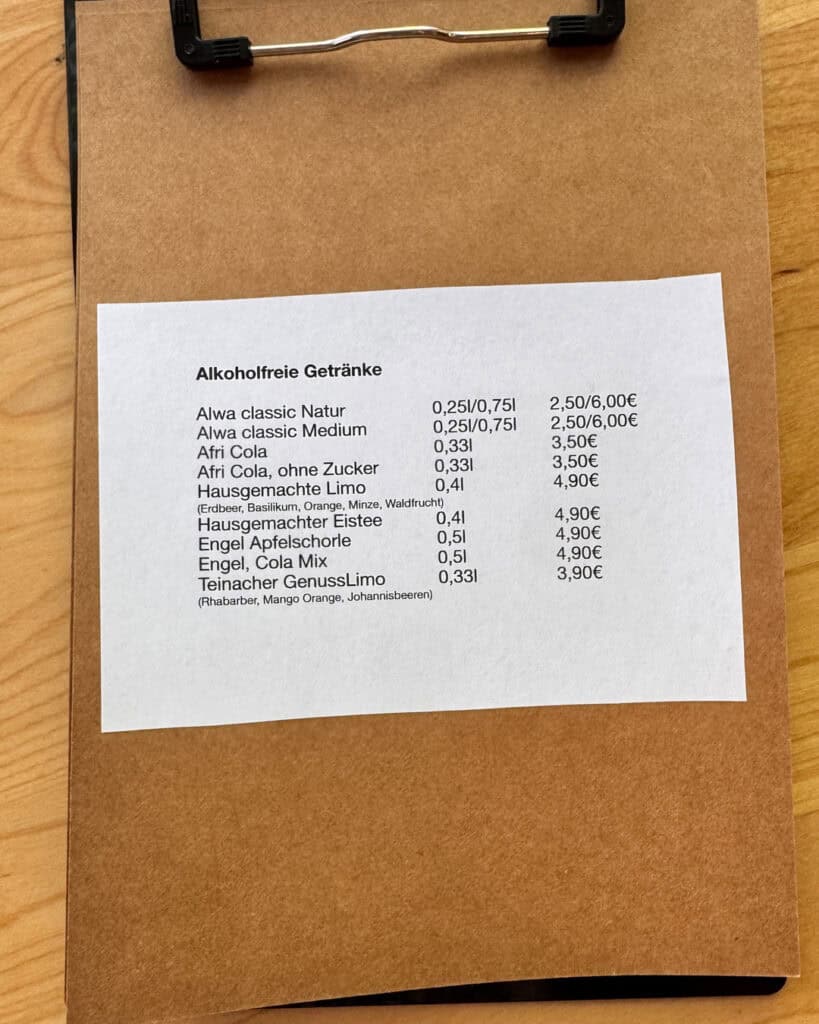 Alkoholfreie Getränke
Alwa classic Natur 0,25l/0,75l 2,50/6,00€
Alwa classic Medium 0,25l/0,75l 2,50/6,00€
Afri Cola 0,33l 3,50€
Afri Cola, ohne Zucker 0,33l 3,50€
Hausgemachte Limo 0,4l 4,90€
(Erdbeer, Basilikum, Orange, Minze, Waldfrucht)
Hausgemachter Eistee 0,4l 4,90€
Engel Apfelschorle 0,5l 4,90€
Engel, Cola Mix 0,5l 4,90€
Teinacher GenussLimo 0,33l 3,90€
(Rhabarber, Mango Orange, Johannisbeeren)